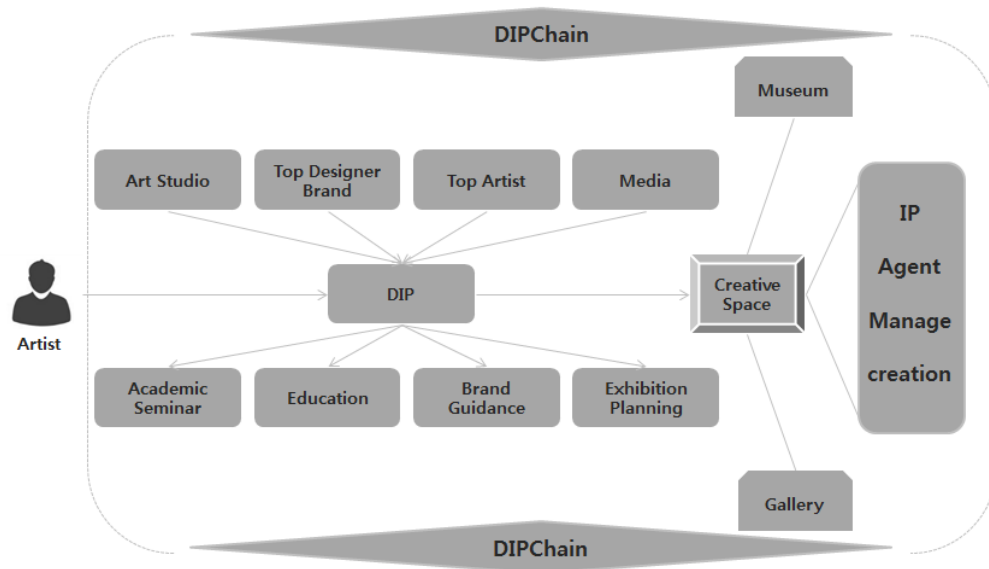 DIPChain
Museum
Art Studio
Top Designer
Brand
Top Artist
Media
IP
Agent
Manage
creation
DIP
Creative
Space
Artist
Academic
Seminar
Education
Brand
Guidance
Exhibition
Planning
Gallery
DIPChain